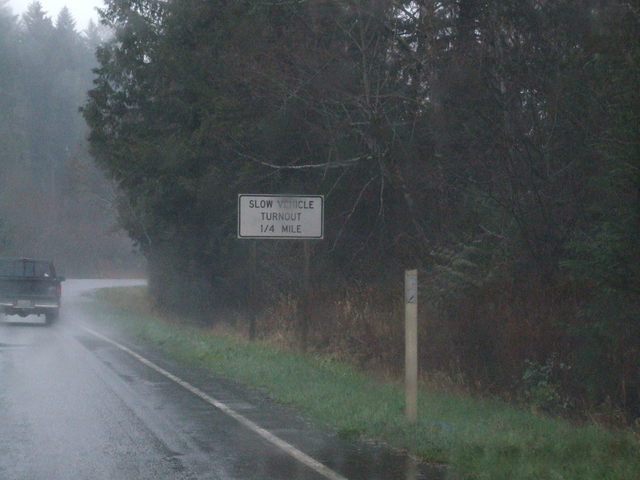 SLOW VEHICLE
TURNOUT
1/4 MILE